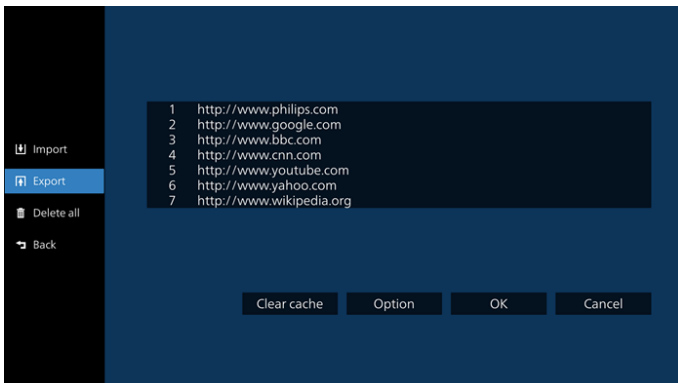 Import
Export
Delete all
Back
1 http://www.philips.com
2 http://www.google.com
3 http://www.bbc.com
4 http://www.cnn.com
5 http://www.youtube.com
6 http://www.yahoo.com
7 http://www.wikipedia.org
Clear cache Option OK Cancel